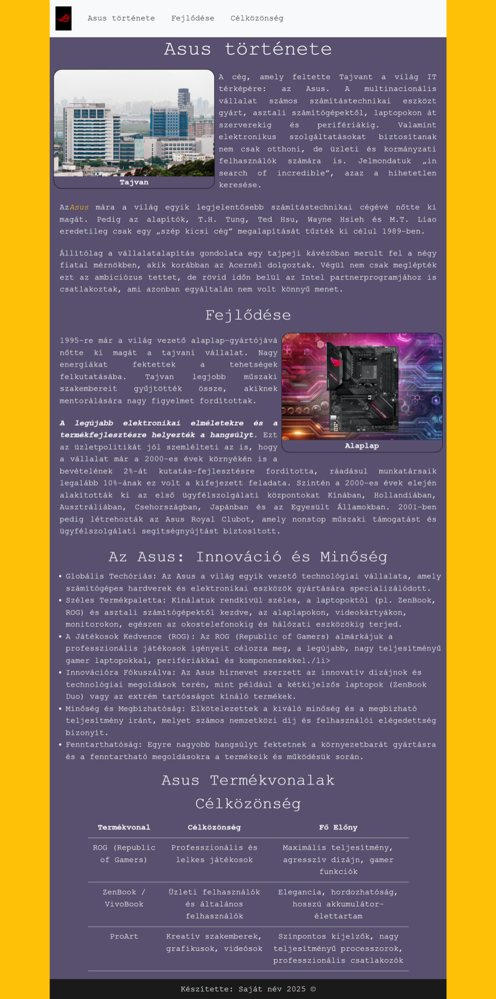 Asus története Fejlődése Célközönség
Asus története
A cég, amely feltette Tajvant a világ IT
térképére: az Asus. A multinacionális
vállalat számos számítástechnikai eszközt
gyárt, asztali számítógépektől, laptopokon át
szerverekig és perifériákig. Valamint
elektronikus szolgáltatásokat biztosítanak
nem csak otthoni, de üzleti és kormányzati
felhasználók számára is. Jelmondatuk „in
search of incredible”, azaz a hihetetlen
keresése.
Tajvan
AzAsus mára a világ egyik legjelentősebb számítástechnikai cégévé nőtte ki
magát. Pedig az alapítók, T.H. Tung, Ted Hsu, Wayne Hsieh és M.T. Liao
eredetileg csak egy „szép kicsi cég” megalapítását tűzték ki célul 1989-ben.
Állítólag a vállalatalapítás gondolata egy tajpeji kávézóban merült fel a négy
fiatal mérnökben, akik korábban az Acernél dolgoztak. Végül nem csak meglépték
ezt az ambiciózus tettet, de rövid időn belül az Intel partnerprogramjához is
csatlakoztak, ami azonban egyáltalán nem volt könnyű menet.
Fejlődése
1995-re már a világ vezető alaplap-gyártójává
nőtte ki magát a tajvani vállalat. Nagy
energiákat fektettek a tehetségek
felkutatásába. Tajvan legjobb műszaki
szakembereit gyűjtötték össze, akiknek
mentorálására nagy figyelmet fordítottak.
Alaplap
A legújabb elektronikai elméletekre és a
termékfejlesztésre helyezték a hangsúlyt. Ezt
az üzletpolitikát jól szemlélteti az is, hogy
a vállalat már a 2000-es évek környékén is a
bevételének 2%-át kutatás-fejlesztésre fordította, ráadásul munkatársaik
legalább 10%-ának ez volt a kifejezett feladata. Szintén a 2000-es évek elején
alakították ki az első ügyfélszolgálati központokat Kínában, Hollandiában,
Ausztráliában, Csehországban, Japánban és az Egyesült Államokban. 2001-ben
pedig létrehozták az Asus Royal Clubot, amely nonstop műszaki támogatást és
ügyfélszolgálati segítségnyújtást biztosított.
Az Asus: Innováció és Minőség
• Globális Techóriás: Az Asus a világ egyik vezető technológiai vállalata, amely
számítógépes hardverek és elektronikai eszközök gyártására specializálódott.
• Széles Termékpaletta: Kínálatuk rendkívül széles, a laptopoktól (pl. ZenBook,
ROG) és asztali számítógépektől kezdve, az alaplapokon, videokártyákon,
monitorokon, egészen az okostelefonokig és hálózati eszközökig terjed.
• A Játékosok Kedvence (ROG): Az ROG (Republic of Gamers) almárkájuk a
professzionális játékosok igényeit célozza meg, a legújabb, nagy teljesítményű
gamer laptopokkal, perifériákkal és komponensekkel./li>
• Innovációra Fókuszálva: Az Asus hírnevet szerzett az innovatív dizájnok és
technológiai megoldások terén, mint például a kétkijelzős laptopok (ZenBook
Duo) vagy az extrém tartósságot kínáló termékek.
• Minőség és Megbízhatóság: Elkötelezettek a kiváló minőség és a megbízható
teljesítmény iránt, melyet számos nemzetközi díj és felhasználói elégedettség
bizonyít.
• Fenntarthatóság: Egyre nagyobb hangsúlyt fektetnek a környezetbarát gyártásra
és a fenntartható megoldásokra a termékeik és működésük során.
Asus Termékvonalak
Célközönség
Termékvonal Célközönség Fő Előny
ROG (Republic Professzionális és Maximális teljesítmény,
of Gamers) lelkes játékosok agresszív dizájn, gamer
funkciók
ZenBook / Üzleti felhasználók Elegancia, hordozhatóság,
VivoBook és általános hosszú akkumulátor-
felhasználók élettartam
ProArt Kreatív szakemberek, Színpontos kijelzők, nagy
grafikusok, videósok teljesítményű processzorok,
professzionális csatlakozók
Készítette: Saját név 2025 ©